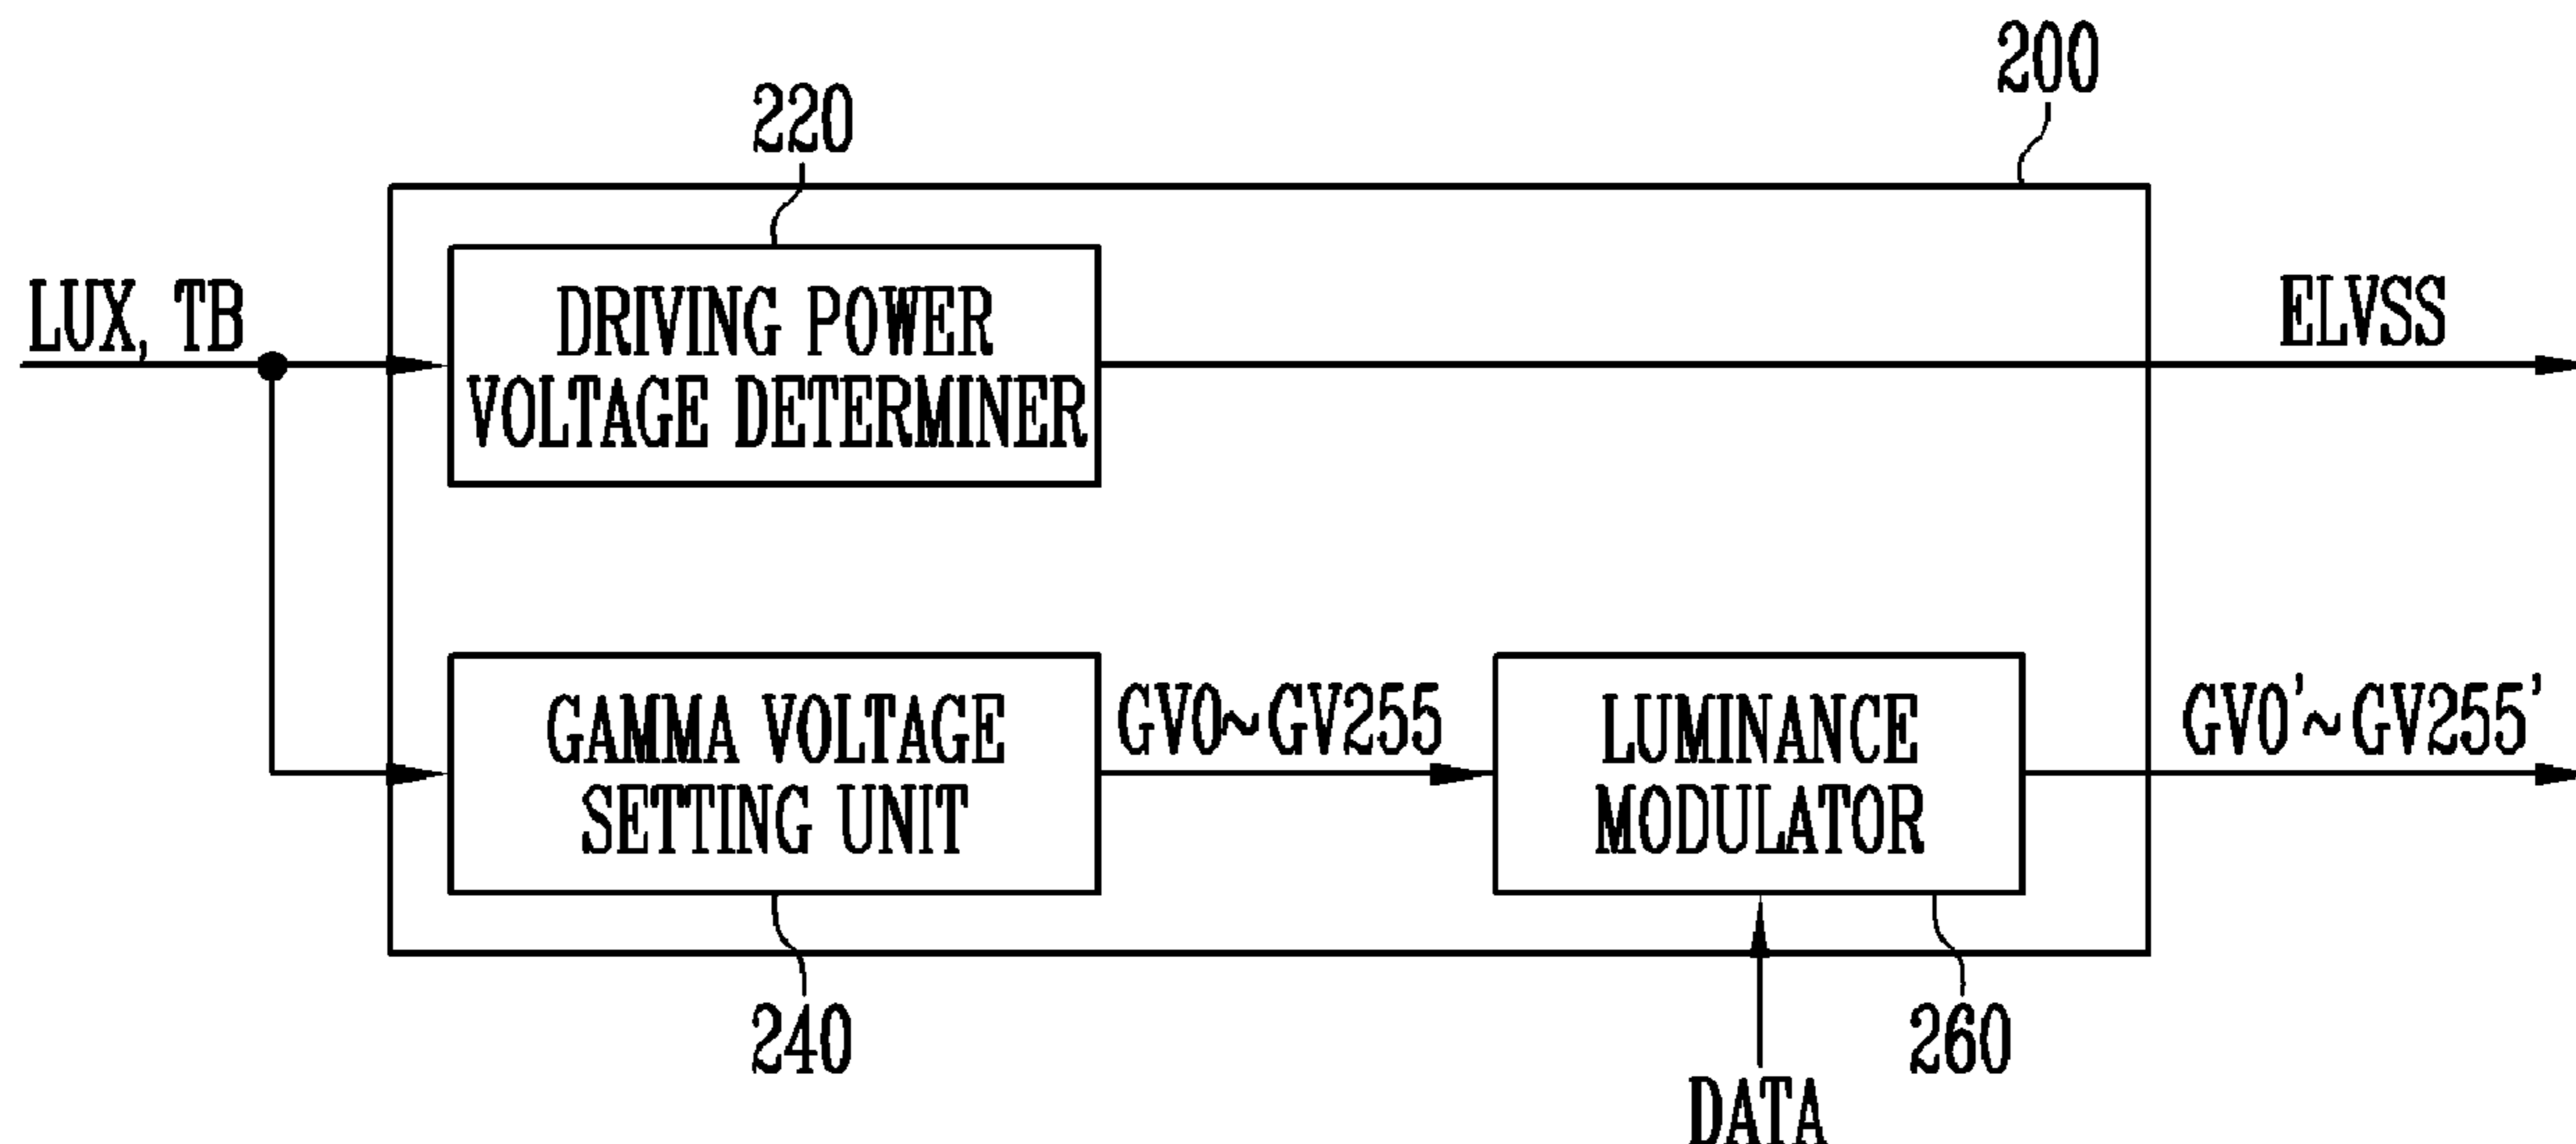 200
220
LUX, TB
DRIVING POWER
VOLTAGE DETERMINER
ELVSS
GAMMA VOLTAGE
SETTING UNIT
GV0~GV255
LUMINANCE
MODULATOR
GV0'~GV255'
240
260
DATA